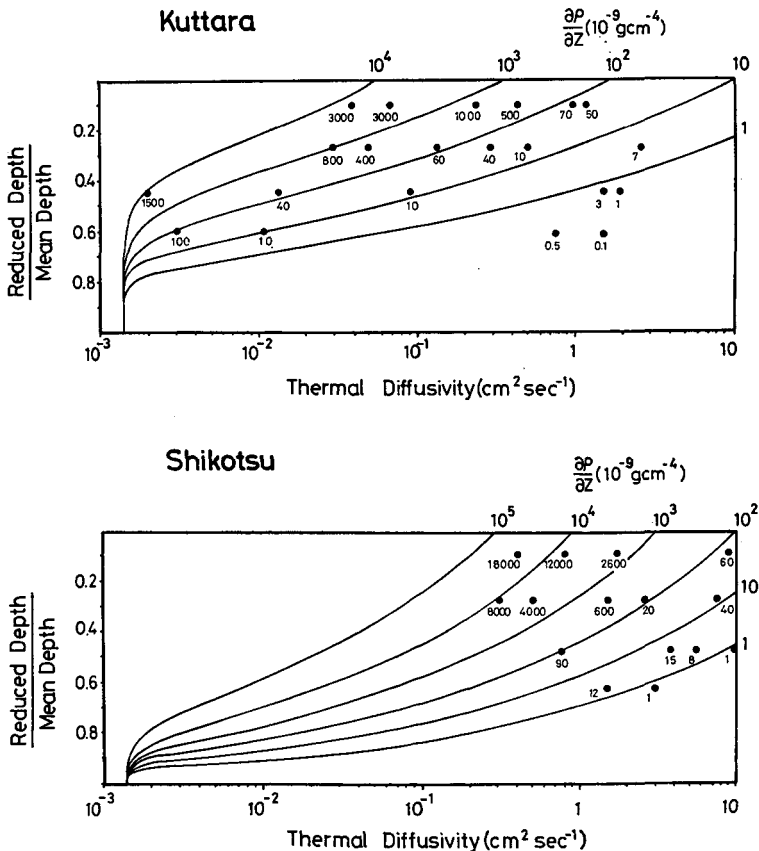 Kuttara
∂ρ/∂Z (10⁻⁹gcm⁻⁴)
10⁴ 10³ 10² 10
1
3000 3000 1000 500 70 50
0.2
800 400 60 40 10 7
0.4
1500 40 10 3 1
0.6
100 10 0.5 0.1
0.8
Reduced Depth
Mean Depth
10⁻³ 10⁻² 10⁻¹ 1 10
Thermal Diffusivity(cm² sec⁻¹)
Shikotsu
∂ρ/∂Z (10⁻⁹gcm⁻⁴)
10⁵ 10⁴ 10³ 10²
18000 12000 2600 60
0.2
10
8000 4000 600 20 40
0.4
1
90 15 8 1
0.6
12 1
0.8
Reduced Depth
Mean Depth
10⁻³ 10⁻² 10⁻¹ 1 10
Thermal Diffusivity(cm² sec⁻¹)